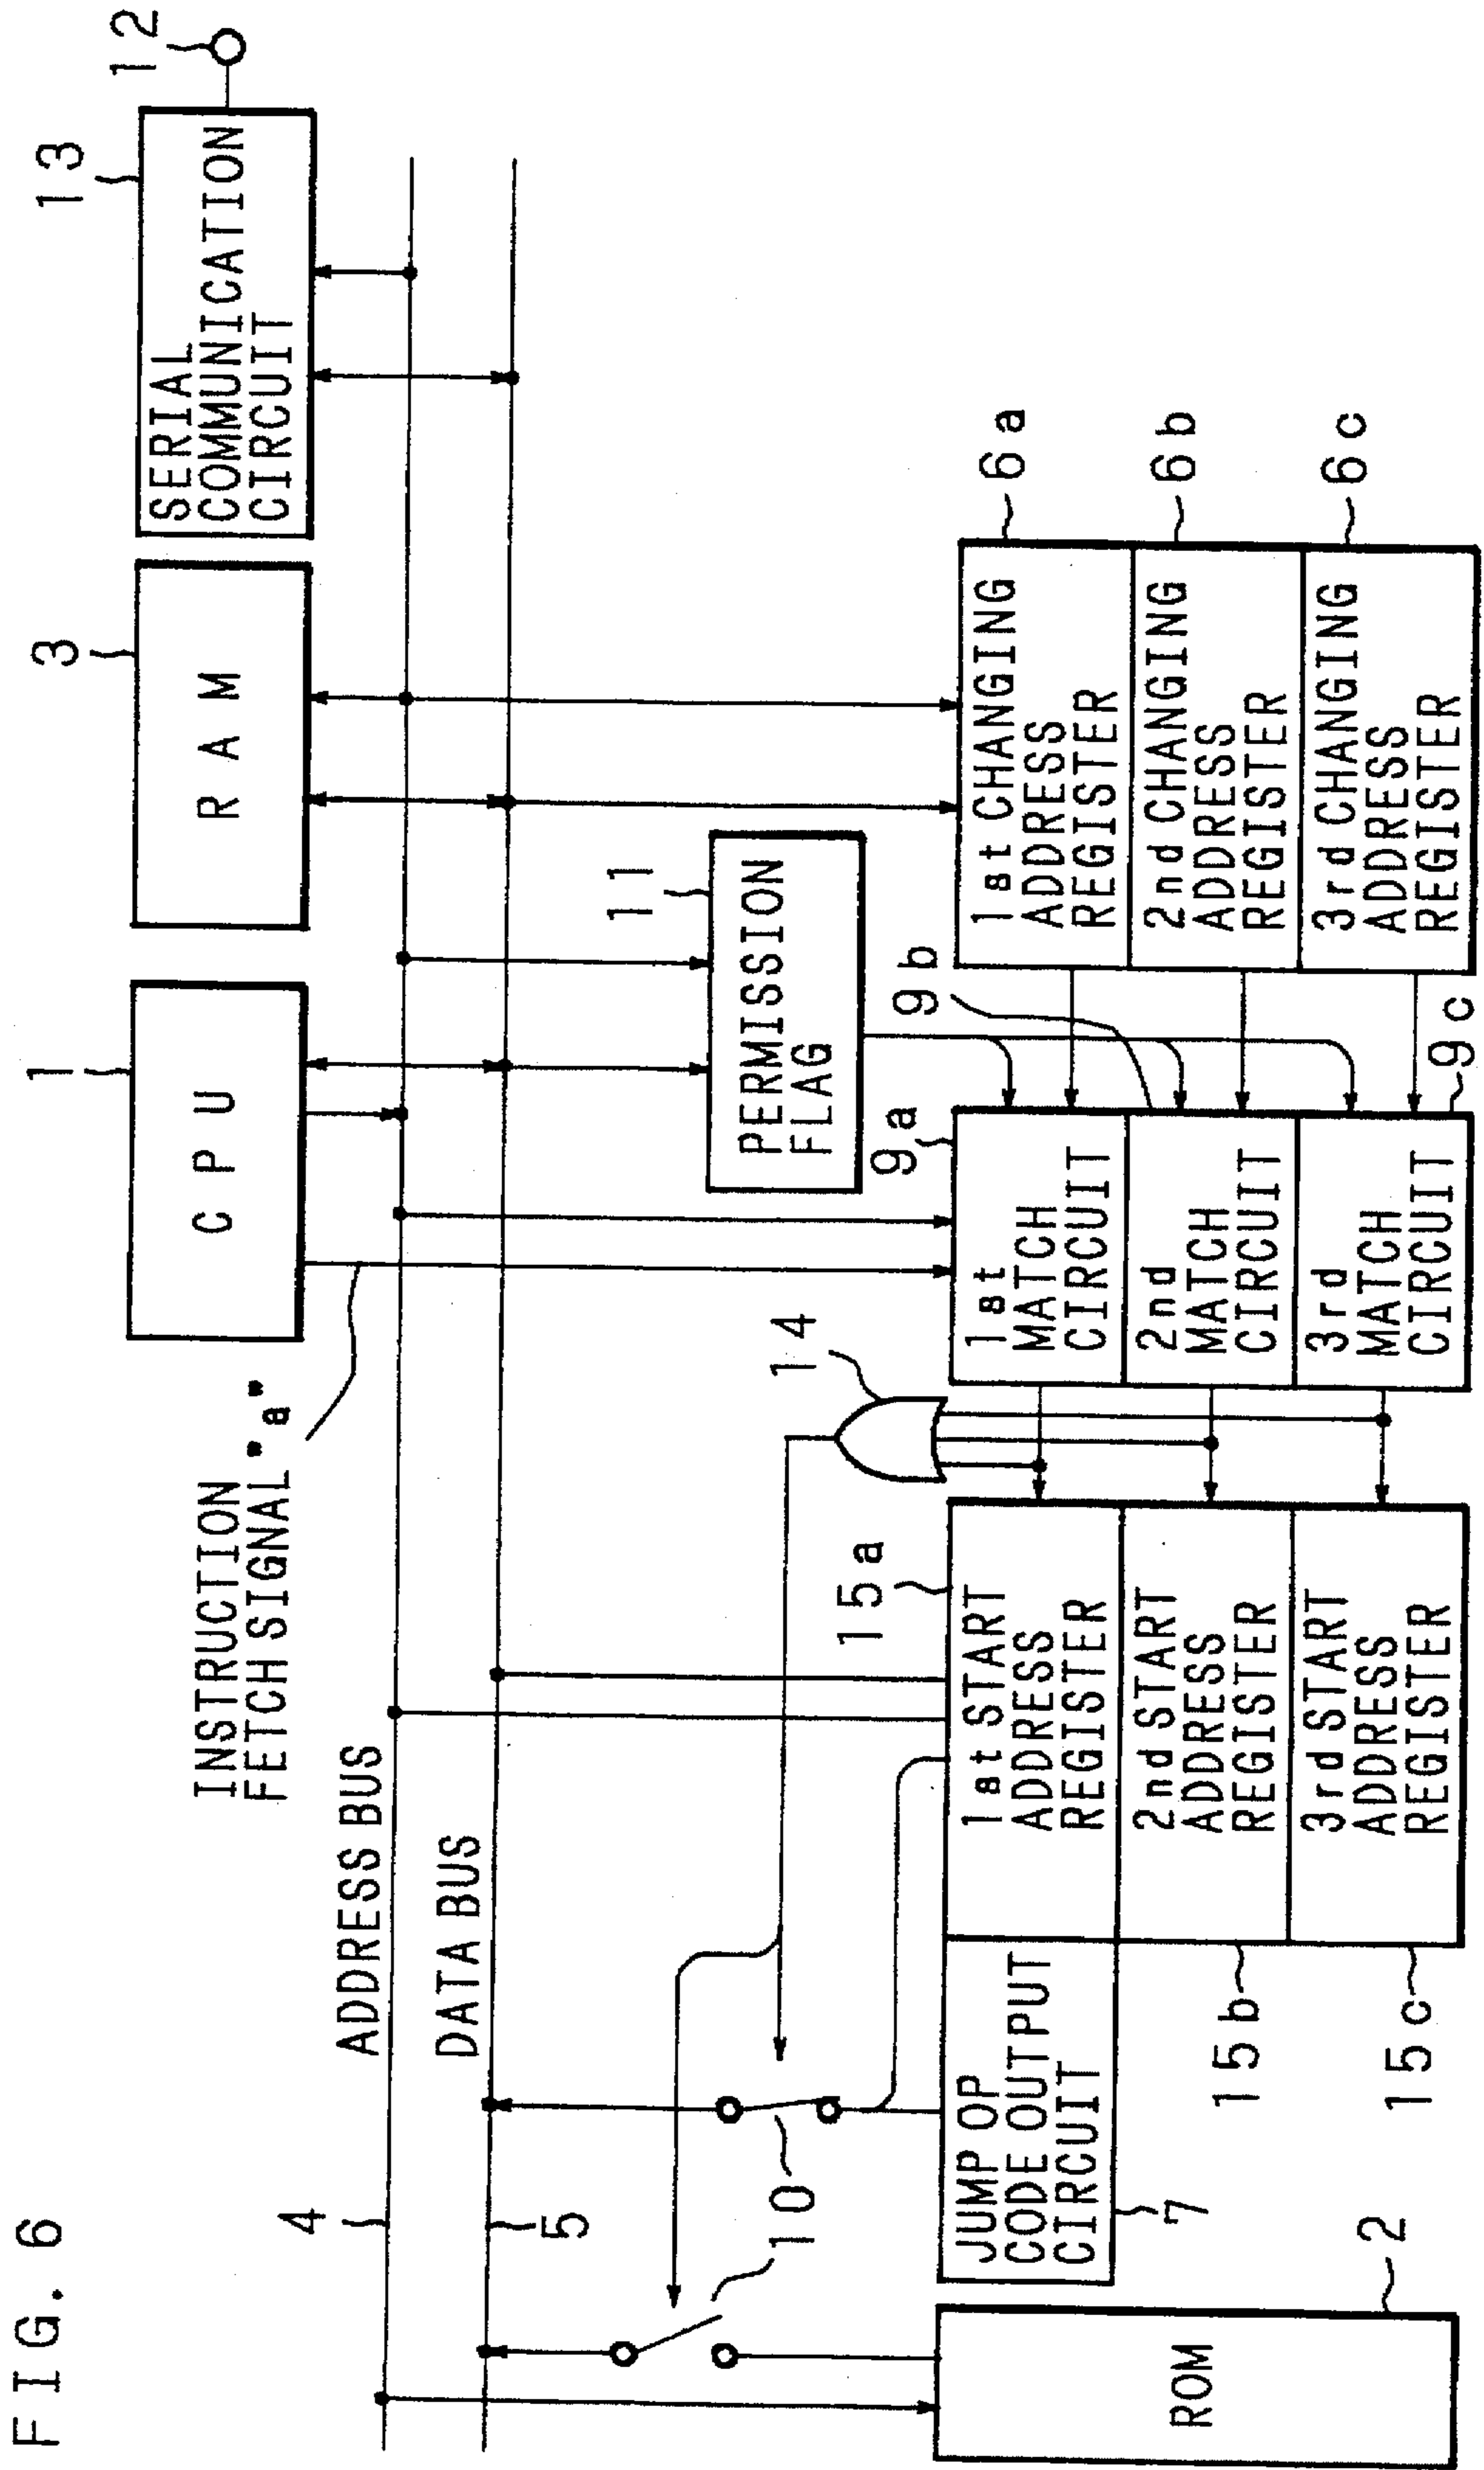 FIG. 6
4
ADDRESS BUS
INSTRUCTION
FETCH SIGNAL "a"
1
CPU
3
RAM
13
SERIAL
COMMUNICATION
CIRCUIT
12
5
DATA BUS
10
10
14
11
PERMISSION
FLAG
2
ROM
JUMP OP
CODE OUTPUT
CIRCUIT
7
15a
1st START
ADDRESS
REGISTER
2nd START
ADDRESS
REGISTER
3rd START
ADDRESS
REGISTER
15b
15c
9a
1st
MATCH
CIRCUIT
2nd
MATCH
CIRCUIT
3rd
MATCH
CIRCUIT
9b
9c
1st CHANGING
ADDRESS
REGISTER
2nd CHANGING
ADDRESS
REGISTER
3rd CHANGING
ADDRESS
REGISTER
6a
6b
6c